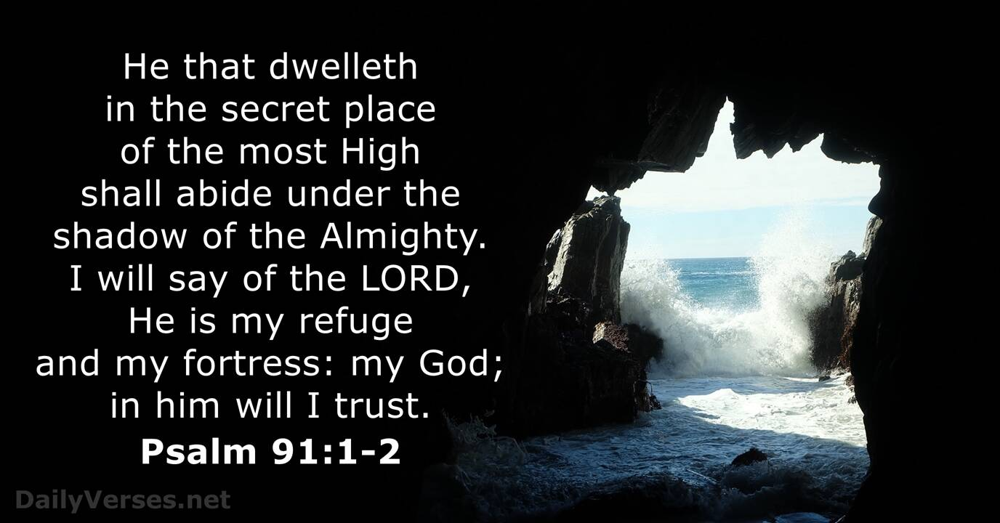 He that dwelleth
in the secret place
of the most High
shall abide under the
shadow of the Almighty.
I will say of the LORD,
He is my refuge
and my fortress: my God;
in him will I trust.
Psalm 91:1-2
DailyVerses.net